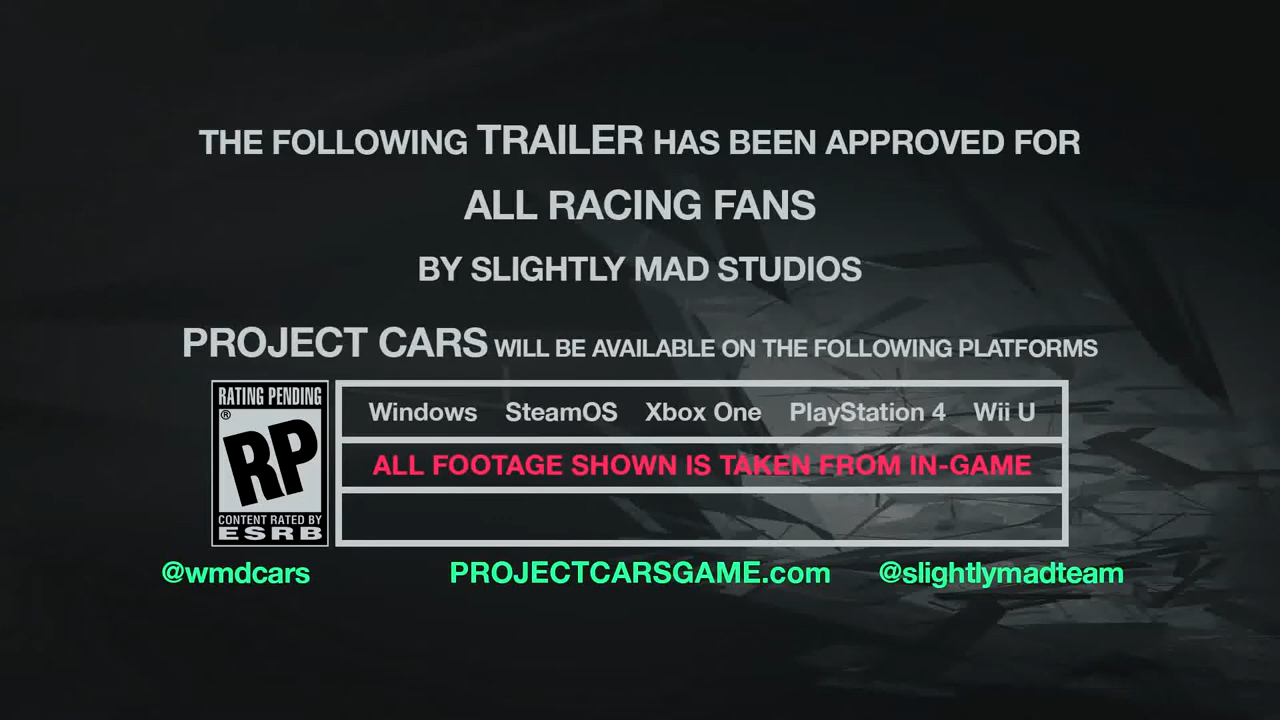 THE FOLLOWING TRAILER HAS BEEN APPROVED FOR
ALL RACING FANS
BY SLIGHTLY MAD STUDIOS
PROJECT CARS WILL BE AVAILABLE ON THE FOLLOWING PLATFORMS
RATING PENDING
®
RP
CONTENT RATED BY
ESRB
Windows SteamOS Xbox One PlayStation 4 Wii U
ALL FOOTAGE SHOWN IS TAKEN FROM IN-GAME
@wmdcars PROJECTCARSGAME.com @slightlymadteam